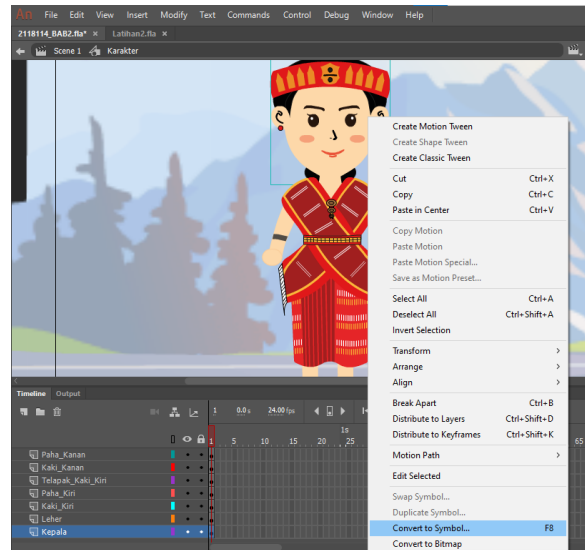 An File Edit View Insert Modify Text Commands Control Debug Window Help
2118114_BAB2.fla* × Latihan2.fla ×
Scene 1 Karakter
Create Motion Tween
Create Shape Tween
Create Classic Tween
Cut Ctrl+X
Copy Ctrl+C
Paste in Center Ctrl+V
Copy Motion
Paste Motion
Paste Motion Special...
Save as Motion Preset...
Select All Ctrl+A
Deselect All Ctrl+Shift+A
Invert Selection
Transform
Arrange
Align
Break Apart Ctrl+B
Distribute to Layers Ctrl+Shift+D
Distribute to Keyframes Ctrl+Shift+K
Motion Path
Edit Selected
Swap Symbol...
Duplicate Symbol...
Convert to Symbol... F8
Convert to Bitmap
Timeline Output
1 0.0 s 24.00 fps
1s
1 5 10 15 20 25 65
Paha_Kanan
Kaki_Kanan
Telapak_Kaki_Kiri
Paha_Kiri
Kaki_Kiri
Leher
Kepala